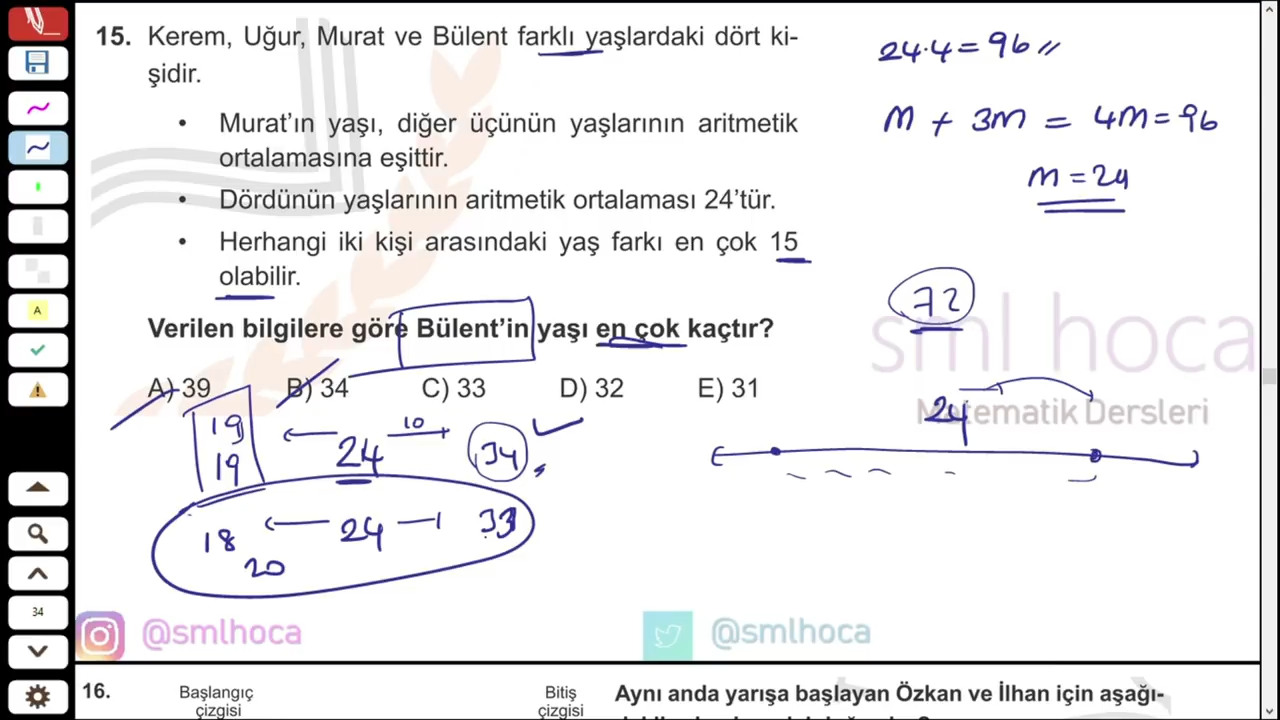 15. Kerem, Uğur, Murat ve Bülent farklı yaşlardaki dört ki-
şidir.
• Murat'ın yaşı, diğer üçünün yaşlarının aritmetik
ortalamasına eşittir.
• Dördünün yaşlarının aritmetik ortalaması 24'tür.
• Herhangi iki kişi arasındaki yaş farkı en çok 15
olabilir.
Verilen bilgilere göre Bülent'in yaşı en çok kaçtır?
A) 39 B) 34 C) 33 D) 32 E) 31
24·4=96
M + 3M = 4M=96
M=24
72
24
sml hoca
Matematik Dersleri
19 10
19 24 34
18 24 33
20
@smlhoca @smlhoca
A
34
16. Başlangıç Bitiş Aynı anda yarışa başlayan Özkan ve İlhan için aşağı-
çizgisi çizgisi